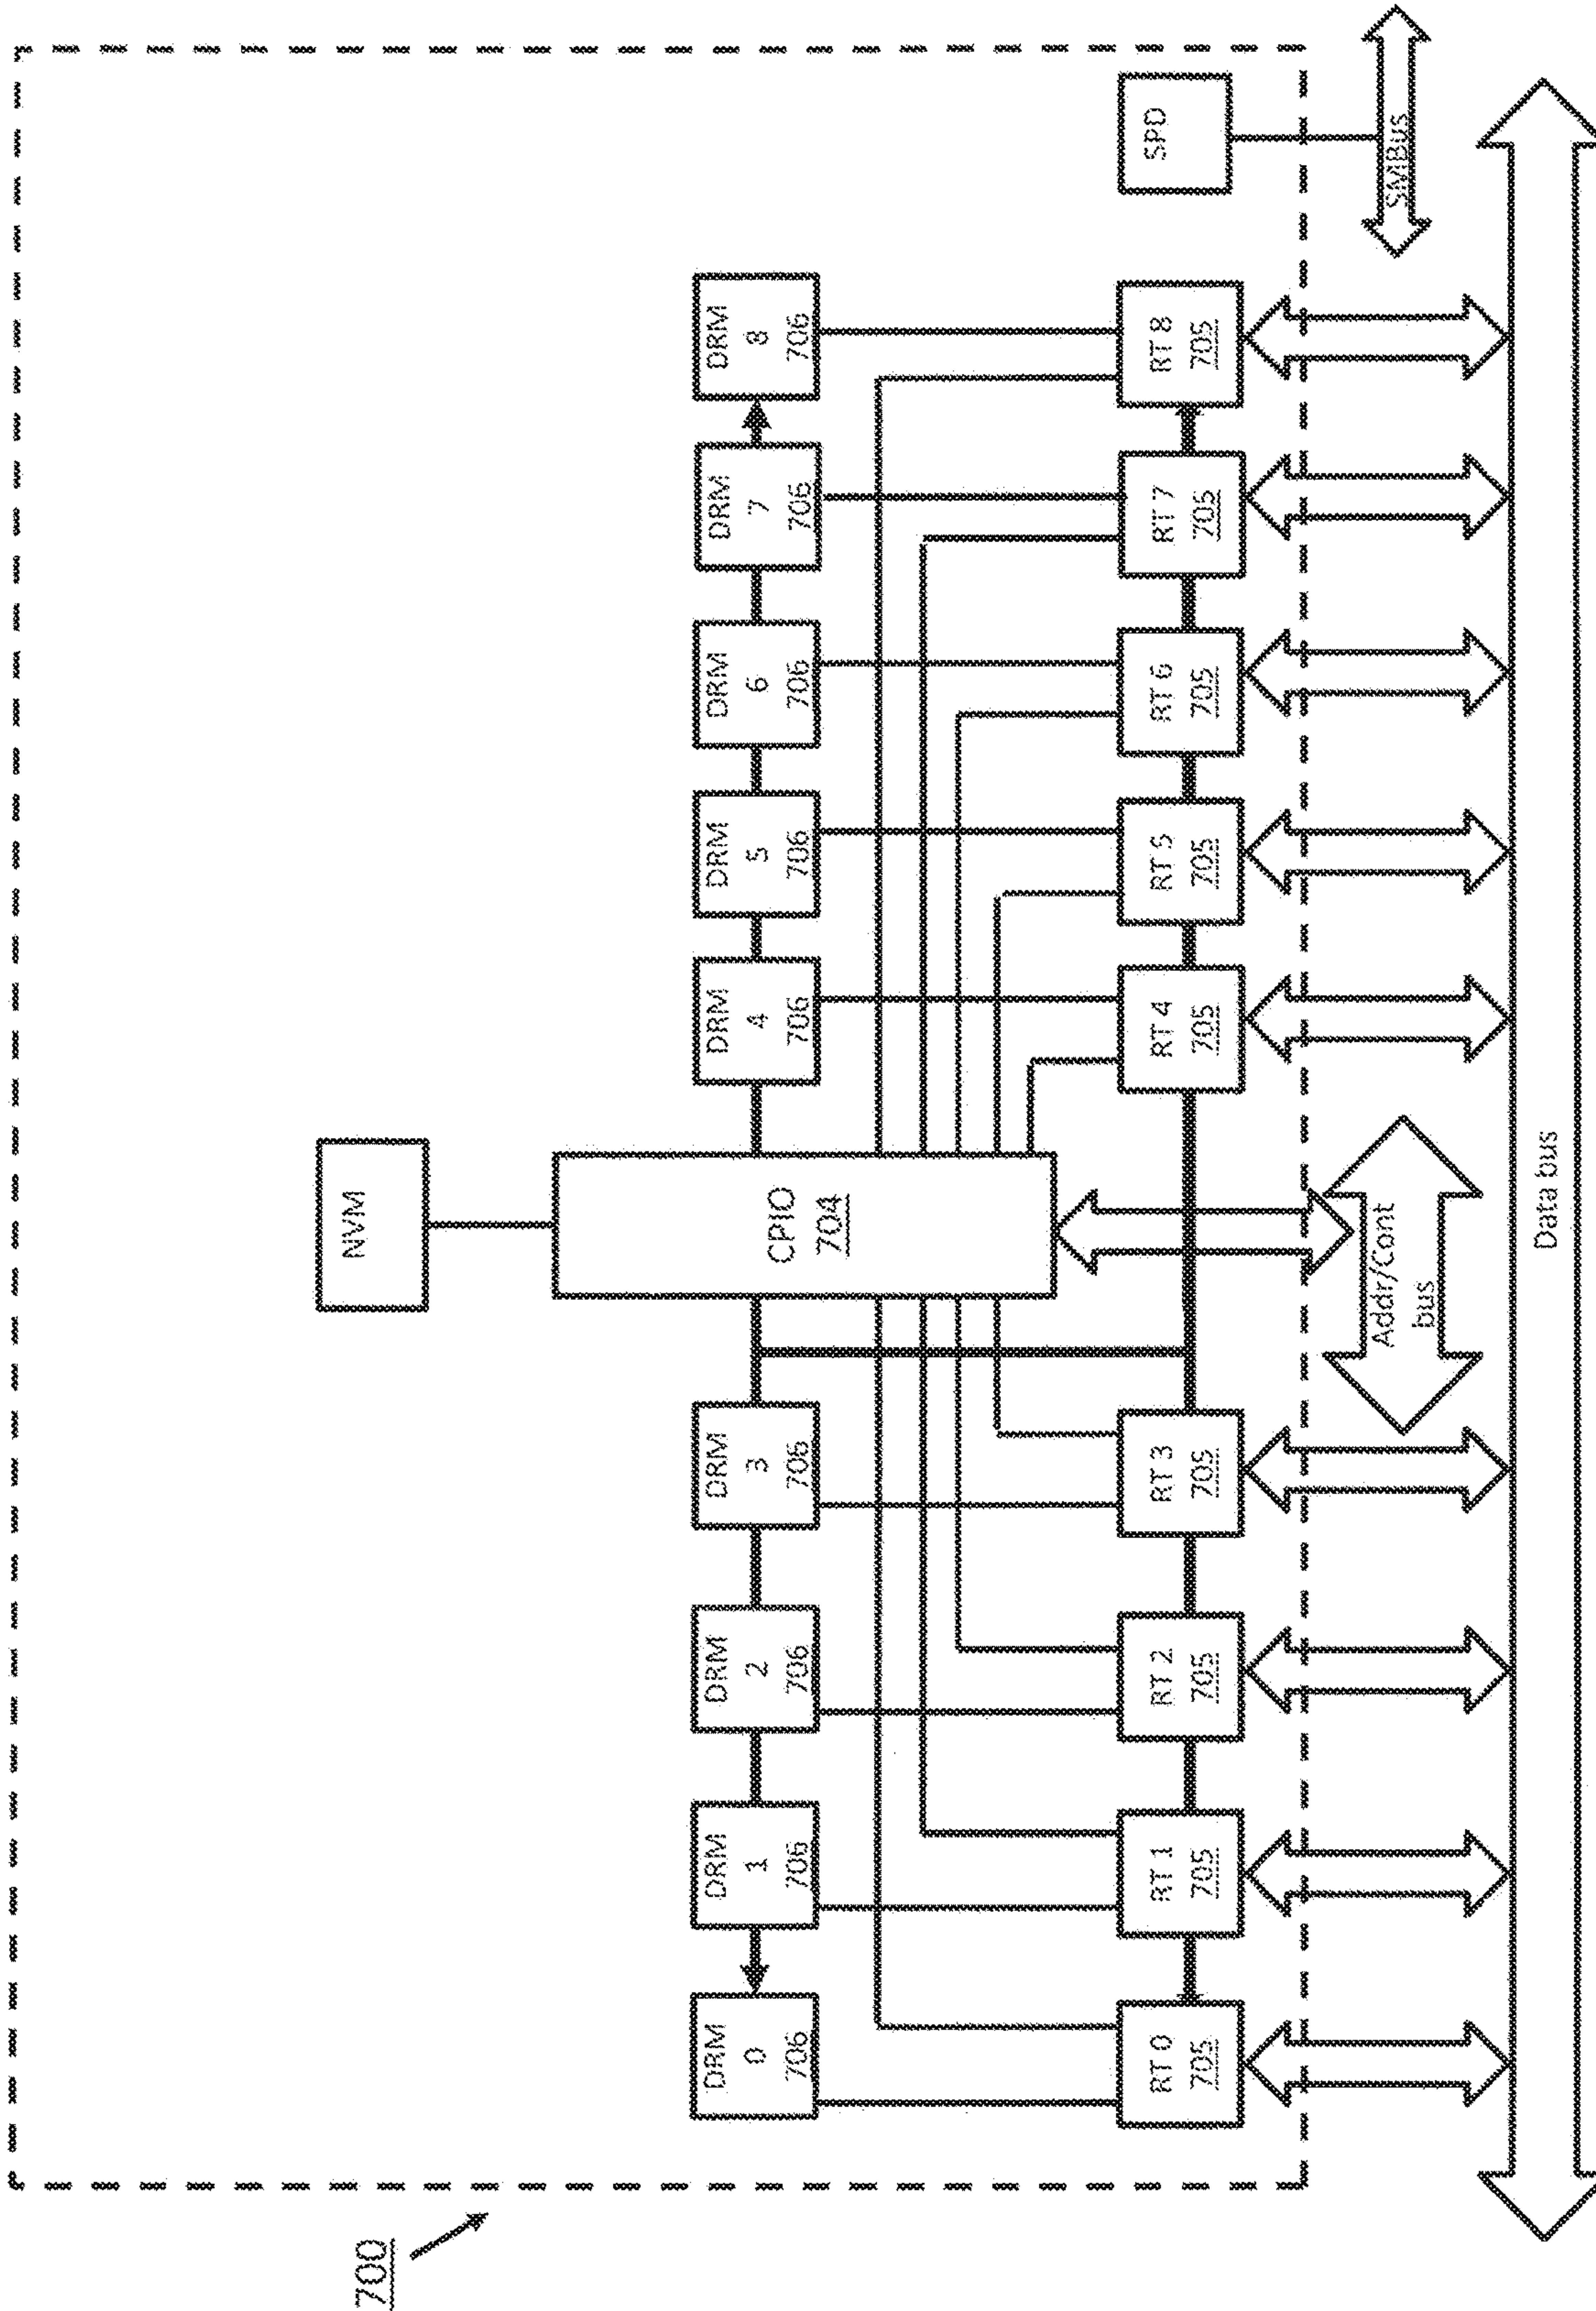 700
NVM
CPIO
704
DRM
0
706
DRM
1
706
DRM
2
706
DRM
3
706
DRM
4
706
DRM
5
706
DRM
6
706
DRM
7
706
DRM
8
706
RT 0
705
RT 1
705
RT 2
705
RT 3
705
RT 4
705
RT 5
705
RT 6
705
RT 7
705
RT 8
705
SPD
Addr/Cont
bus
SMBus
Data bus